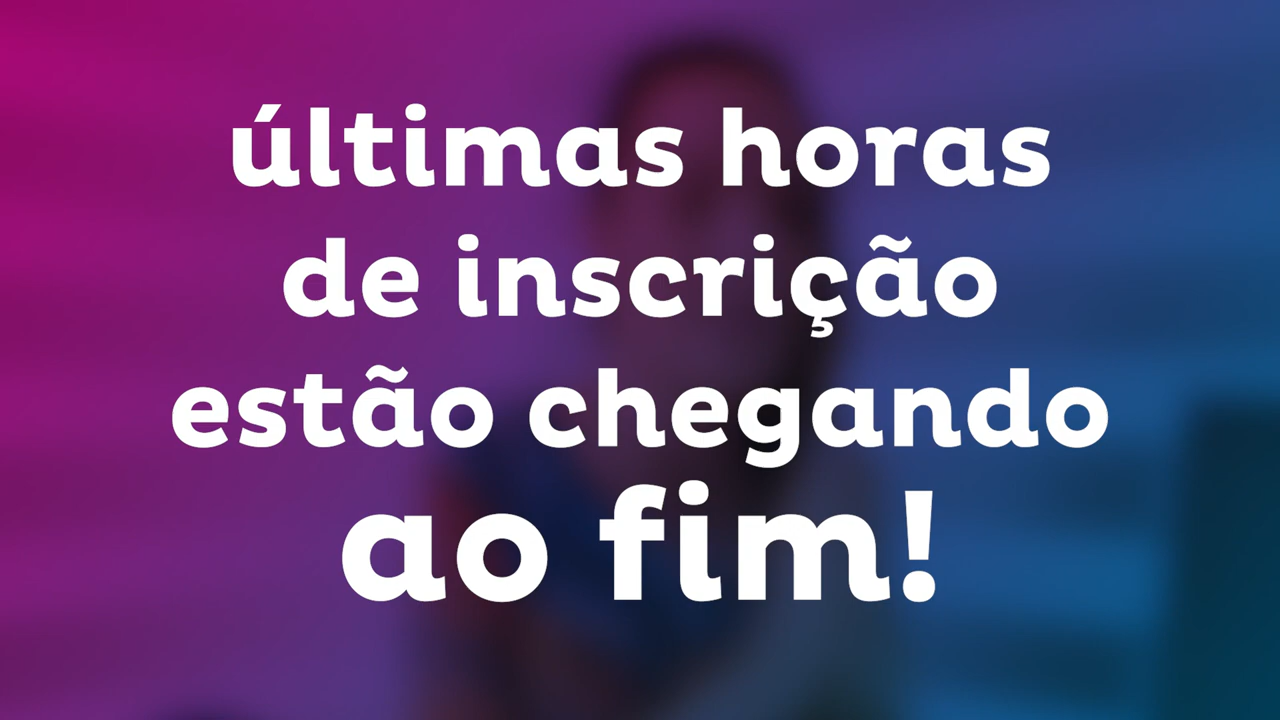 últimas horas
de inscrição
estão chegando
ao fim!